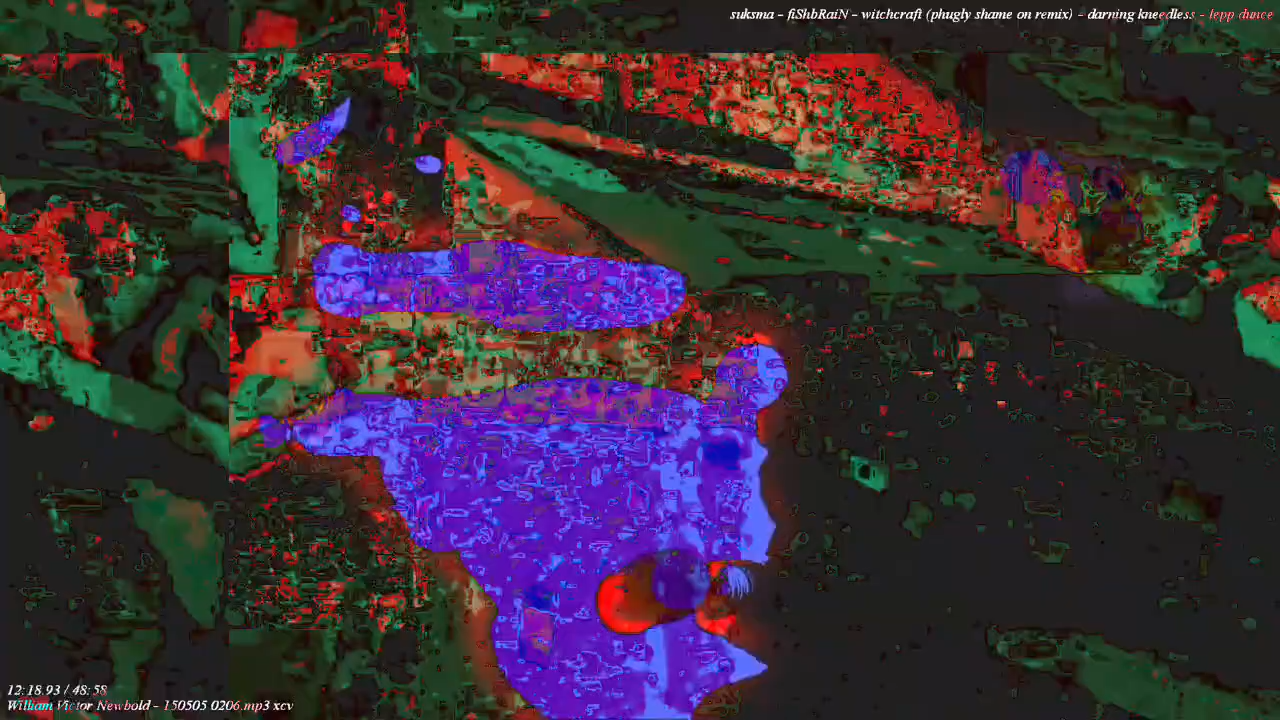 suksma - fiShbRaiN - witchcraft (phugly shame on remix) - darning kneedless - lepp dunce
12:18.93 / 48:58
William Victor Newbold - 150505 0206.mp3 xcv